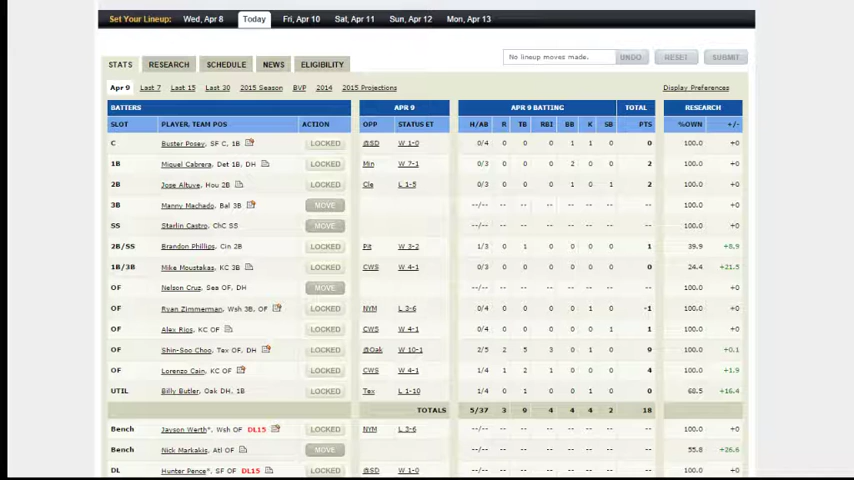 Set Your Lineup: Wed, Apr 8 Today Fri, Apr 10 Sat, Apr 11 Sun, Apr 12 Mon, Apr 13
No lineup moves made. UNDO RESET SUBMIT
STATS RESEARCH SCHEDULE NEWS ELIGIBILITY
Apr 9 Last 7 Last 15 Last 30 2015 Season BVP 2014 2015 Projections Display Preferences
BATTERS APR 9 APR 9 BATTING TOTAL RESEARCH
SLOT PLAYER, TEAM POS ACTION OPP STATUS ET H/AB R TB RBI BB K SB PTS %OWN +/-
C Buster Posey, SF C, 1B LOCKED @SD W 1-0 0/4 0 0 0 1 1 0 0 100.0 +0
1B Miguel Cabrera, Det 1B, DH LOCKED Min W 7-1 0/3 0 0 0 2 0 0 2 100.0 +0
2B Jose Altuve, Hou 2B LOCKED Cle L 1-5 0/3 0 0 0 1 0 1 2 100.0 +0
3B Manny Machado, Bal 3B MOVE --/-- -- -- -- -- -- -- -- 100.0 +0
SS Starlin Castro, ChC SS MOVE --/-- -- -- -- -- -- -- -- 100.0 +0
2B/SS Brandon Phillips, Cin 2B LOCKED Pit W 3-2 1/3 0 1 0 0 0 0 1 39.9 +8.9
1B/3B Mike Moustakas, KC 3B LOCKED CWS W 4-1 0/3 0 0 0 0 0 0 0 24.4 +21.5
OF Nelson Cruz, Sea OF, DH MOVE --/-- -- -- -- -- -- -- -- 100.0 +0
OF Ryan Zimmerman, Wsh 3B, OF LOCKED NYM L 3-6 0/4 0 0 0 0 1 0 -1 100.0 +0
OF Alex Rios, KC OF LOCKED CWS W 4-1 0/4 0 0 0 0 0 1 1 100.0 +0
OF Shin-Soo Choo, Tex OF, DH LOCKED @Oak W 10-1 2/5 2 5 3 0 1 0 9 100.0 +0.1
OF Lorenzo Cain, KC OF LOCKED CWS W 4-1 1/4 1 2 1 0 0 0 4 100.0 +1.9
UTIL Billy Butler, Oak DH, 1B LOCKED Tex L 1-10 1/4 0 1 0 0 1 0 0 68.5 +16.4
TOTALS 5/37 3 9 4 4 4 2 18
Bench Jayson Werth*, Wsh OF DL15 LOCKED NYM L 3-6 --/-- -- -- -- -- -- -- -- 100.0 +0
Bench Nick Markakis, Atl OF MOVE --/-- -- -- -- -- -- -- -- 55.8 +26.6
DL Hunter Pence*, SF OF DL15 LOCKED @SD W 1-0 --/-- -- -- -- -- -- -- -- 100.0 +0